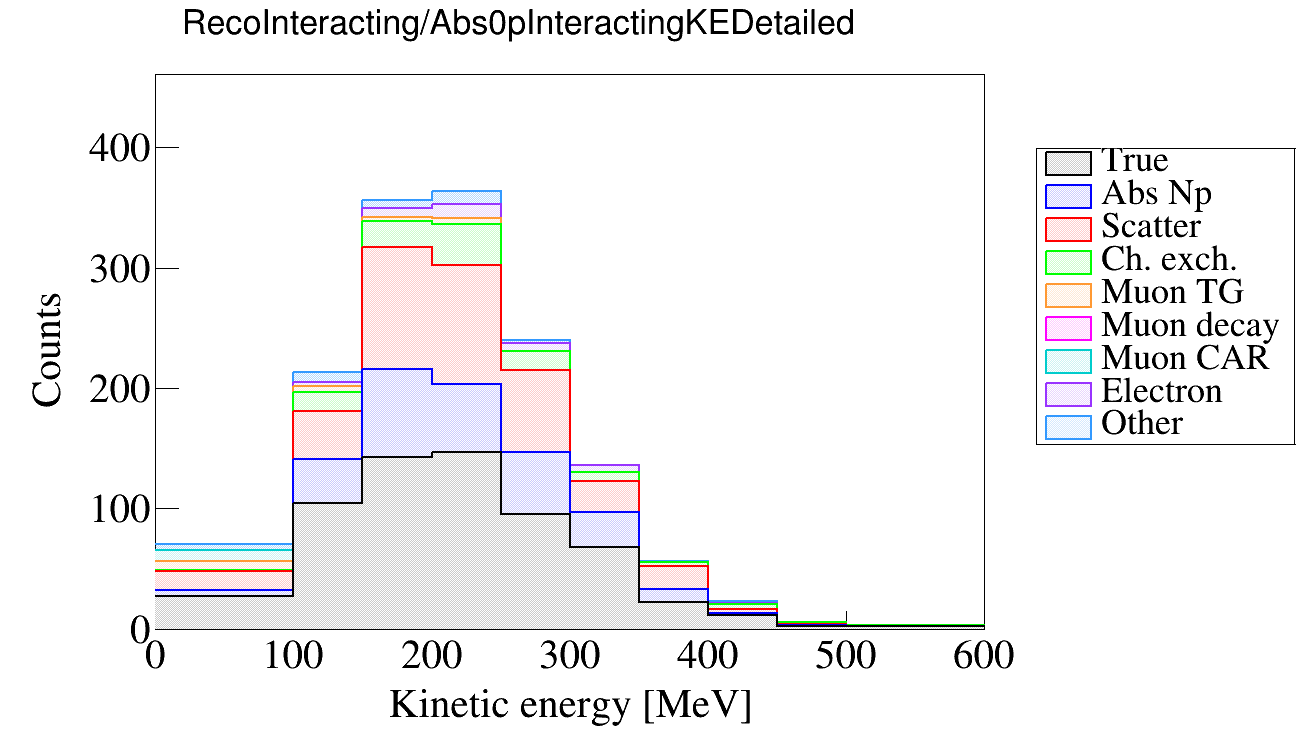 RecoInteracting/Abs0pInteractingKEDetailed
400
300
200
100
0
Counts
0 100 200 300 400 500 600
Kinetic energy [MeV]
True
Abs Np
Scatter
Ch. exch.
Muon TG
Muon decay
Muon CAR
Electron
Other